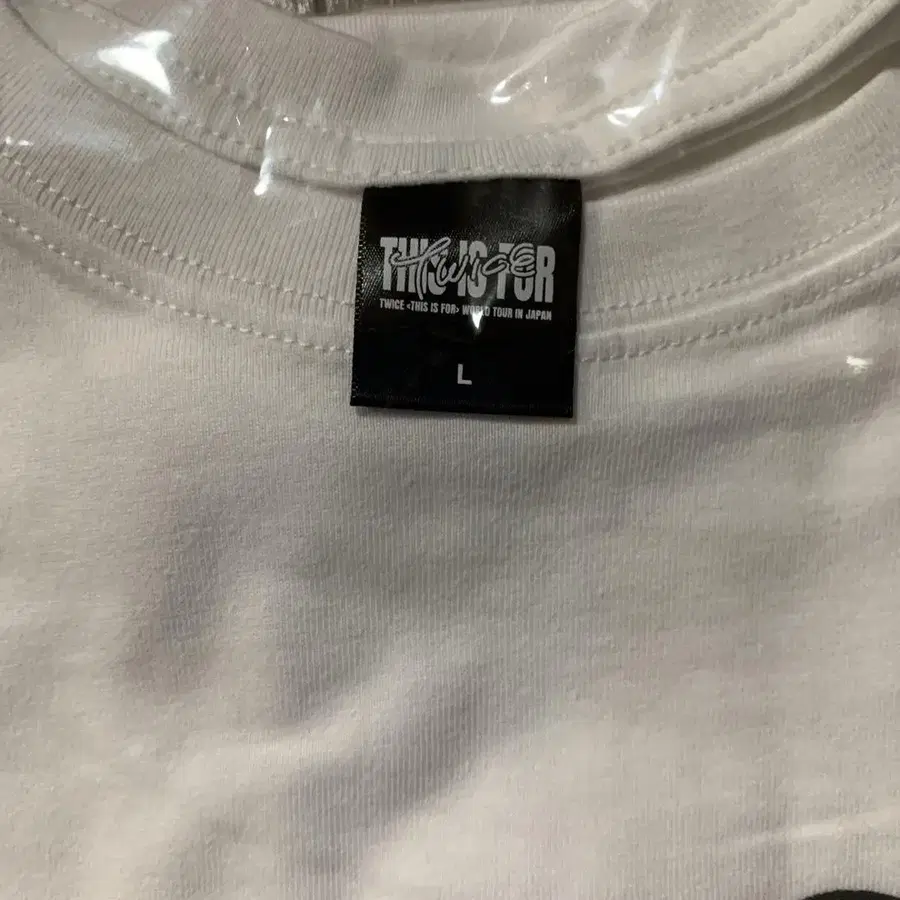 THIS IS FOR
TWICE
TWICE <THIS IS FOR> WORLD TOUR IN JAPAN
L